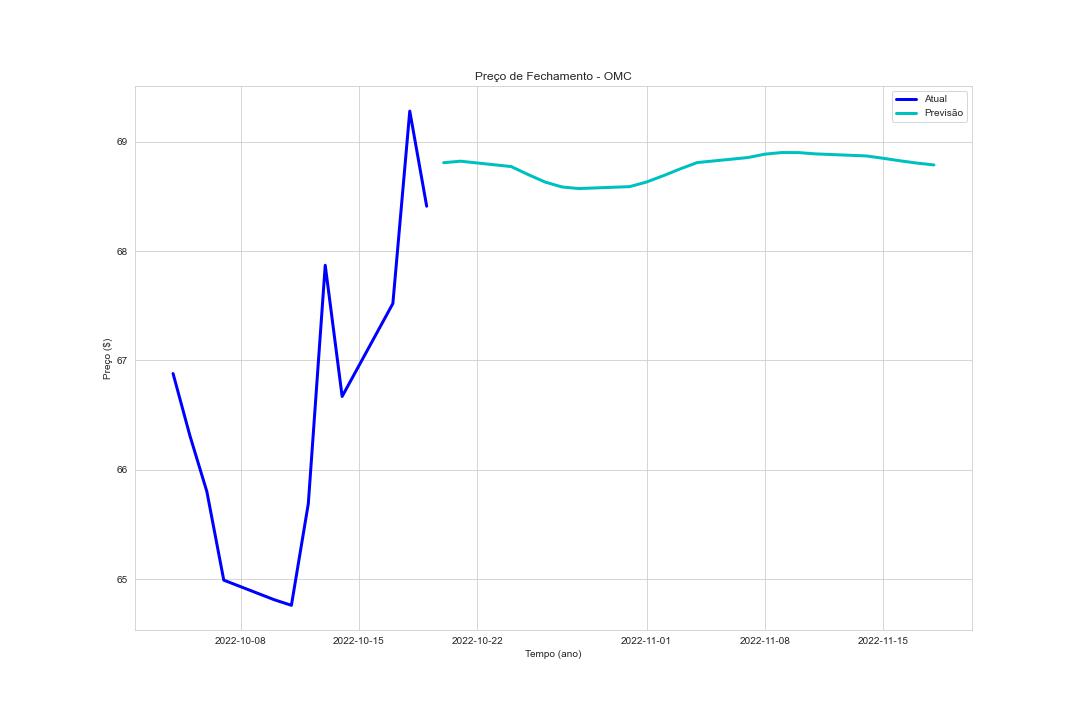 Preço de Fechamento - OMC
Atual
Previsão
69
68
67
66
65
Preço ($)
2022-10-08
2022-10-15
2022-10-22
2022-11-01
2022-11-08
2022-11-15
Tempo (ano)